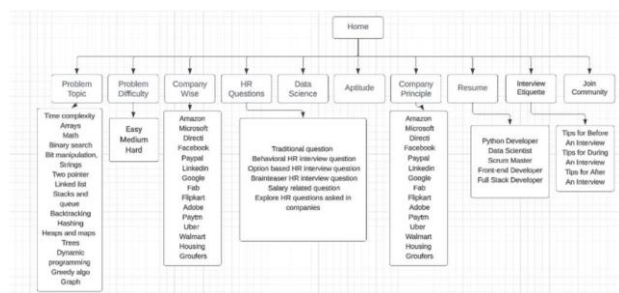 Home
Problem
Topic
Problem
Difficulty
Company
Wise
HR
Questions
Data
Science
Aptitude
Company
Principle
Resume
Interview
Etiquette
Join
Community
Time complexity
Arrays
Math
Binary search
Bit manipulation,
Strings
Two pointer
Linked list
Stacks and
queue
Backtracking
Hashing
Heaps and maps
Trees
Dynamic
programming
Greedy algo
Graph
Easy
Medium
Hard
Amazon
Microsoft
Directi
Facebook
Paypal
Linkedin
Google
Fab
Flipkart
Adobe
Paytm
Uber
Walmart
Housing
Groufers
Traditional question
Behavioral HR interview question
Option based HR interview question
Brainteaser HR interview question
Salary related question
Explore HR questions asked in
companies
Amazon
Microsoft
Directi
Facebook
Paypal
Linkedin
Google
Fab
Flipkart
Adobe
Paytm
Uber
Walmart
Housing
Groufers
Python Developer
Data Scientist
Scrum Master
Front-end Developer
Full Stack Developer
Tips for Before
An Interview
Tips for During
An Interview
Tips for After
An Interview